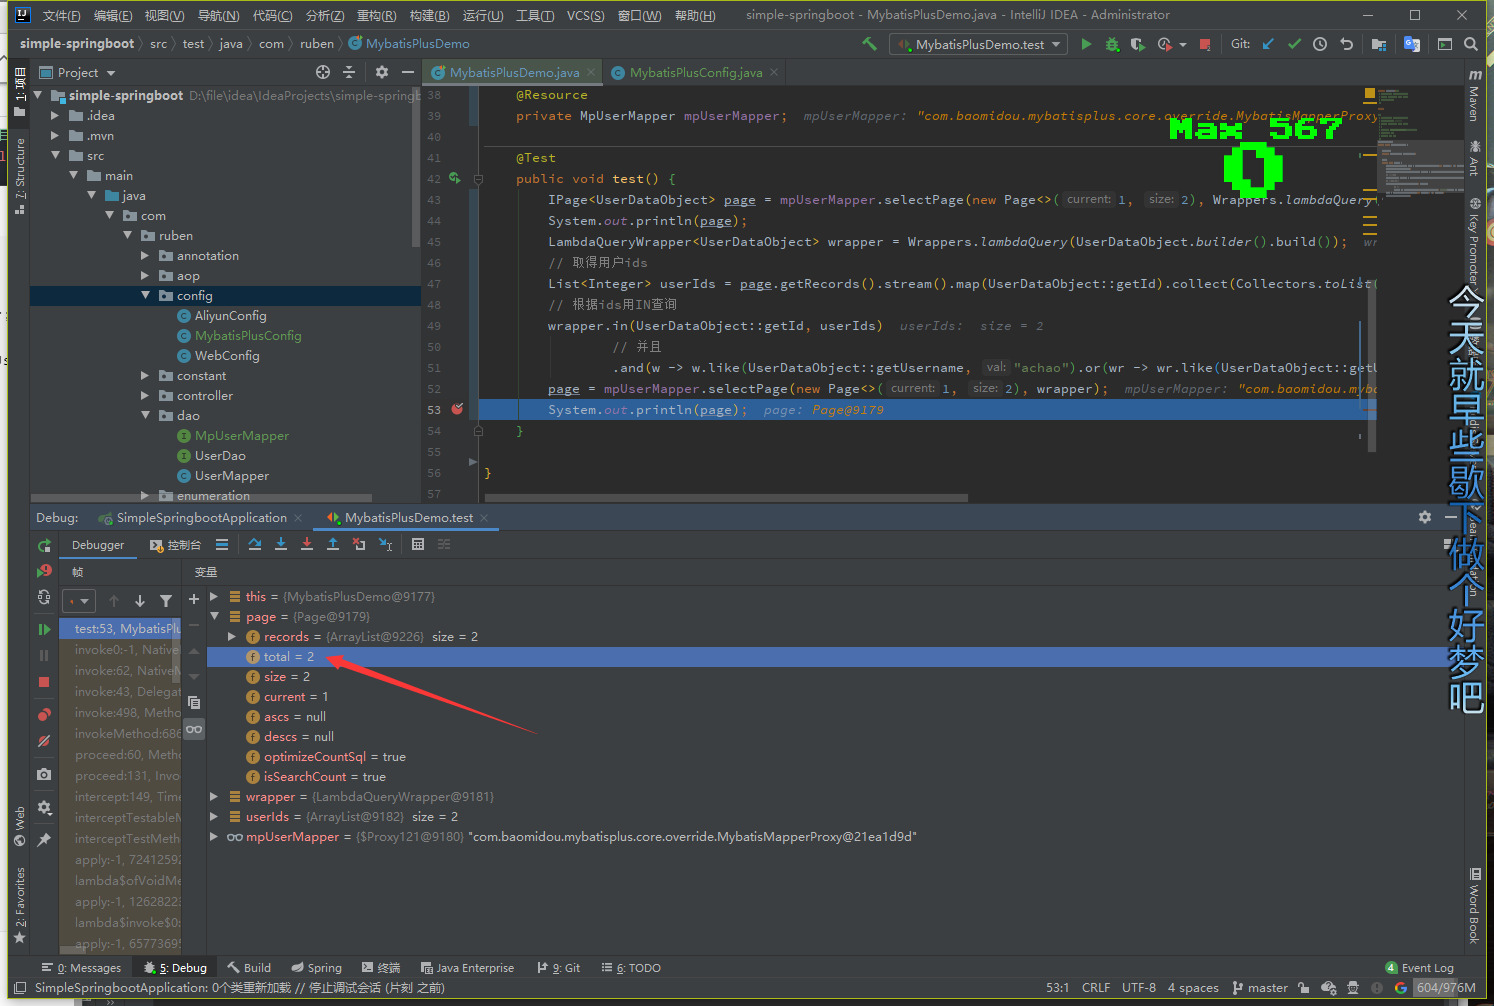 文件(F) 编辑(E) 视图(V) 导航(N) 代码(C) 分析(Z) 重构(R) 构建(B) 运行(U) 工具(T) VCS(S) 窗口(W) 帮助(H) simple-springboot - MybatisPlusDemo.java - IntelliJ IDEA - Administrator
simple-springboot src test java com ruben MybatisPlusDemo MybatisPlusDemo.test Git:
Project
MybatisPlusDemo.java MybatisPlusConfig.java
1: 项目
7: Structure
Web
2: Favorites
simple-springboot D:\file\idea\IdeaProjects\simple-springb
.idea
.mvn
src
main
java
com
ruben
annotation
aop
config
AliyunConfig
MybatisPlusConfig
WebConfig
constant
controller
dao
MpUserMapper
UserDao
UserMapper
enumeration
38 @Resource
39 private MpUserMapper mpUserMapper; mpUserMapper: "com.baomidou.mybatisplus.core.override.MybatisMapperProxy
40
41 @Test
42 public void test() {
43 IPage<UserDataObject> page = mpUserMapper.selectPage(new Page<>( current: 1, size: 2), Wrappers.lambdaQuery(
44 System.out.println(page);
45 LambdaQueryWrapper<UserDataObject> wrapper = Wrappers.lambdaQuery(UserDataObject.builder().build()); wr
46 // 取得用户ids
47 List<Integer> userIds = page.getRecords().stream().map(UserDataObject::getId).collect(Collectors.toList(
48 // 根据ids用IN查询
49 wrapper.in(UserDataObject::getId, userIds) userIds: size = 2
50 // 并且
51 .and(w -> w.like(UserDataObject::getUsername, val: "achao").or(wr -> wr.like(UserDataObject::getU
52 page = mpUserMapper.selectPage(new Page<>( current: 1, size: 2), wrapper); mpUserMapper: "com.baomidou.myba
53 System.out.println(page); page: Page@9179
54 }
55
56 }
57
Max 567
0
Maven
Ant
Key Promoter
Word Book
今天就早些歇下做个好梦吧
Debug: SimpleSpringbootApplication MybatisPlusDemo.test
Debugger 控制台
帧 变量
test:53, MybatisPlu
invoke0:-1, Native
invoke:62, NativeM
invoke:43, Delegat
invoke:498, Metho
invokeMethod:686
proceed:60, Metho
proceed:131, Invo
intercept:149, Time
interceptTestableM
interceptTestMeth
apply:-1, 72412592
lambda$ofVoidMe
apply:-1, 12628223
lambda$invoke$0:
apply:-1, 65773695
this = {MybatisPlusDemo@9177}
page = {Page@9179}
records = {ArrayList@9226} size = 2
total = 2
size = 2
current = 1
ascs = null
descs = null
optimizeCountSql = true
isSearchCount = true
wrapper = {LambdaQueryWrapper@9181}
userIds = {ArrayList@9182} size = 2
mpUserMapper = {$Proxy121@9180} "com.baomidou.mybatisplus.core.override.MybatisMapperProxy@21ea1d9d"
0: Messages 5: Debug Build Spring 终端 Java Enterprise 9: Git 6: TODO 4 Event Log
SimpleSpringbootApplication: 0个类重新加载 // 停止调试会话 (片刻 之前) 53:1 CRLF UTF-8 4 spaces master 604/976M